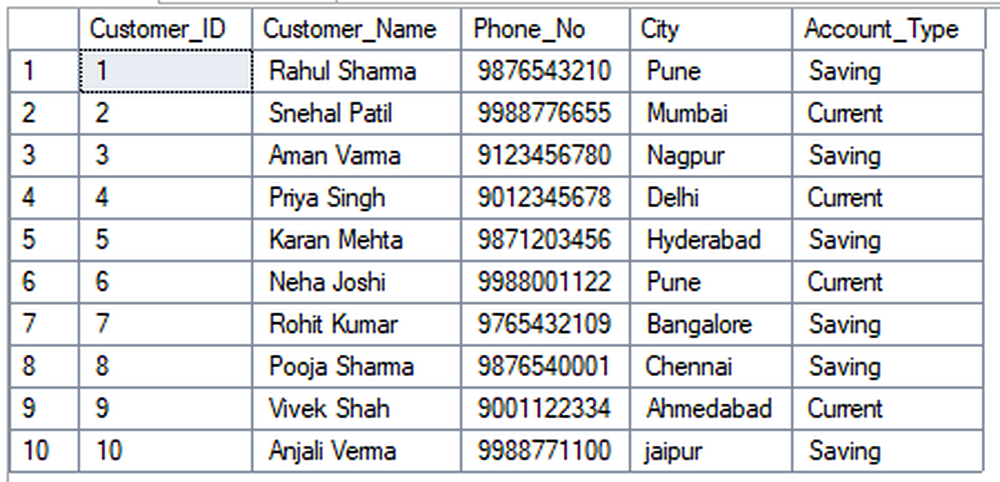 Customer_ID Customer_Name Phone_No City Account_Type
1 1 Rahul Sharma 9876543210 Pune Saving
2 2 Snehal Patil 9988776655 Mumbai Current
3 3 Aman Varma 9123456780 Nagpur Saving
4 4 Priya Singh 9012345678 Delhi Current
5 5 Karan Mehta 9871203456 Hyderabad Saving
6 6 Neha Joshi 9988001122 Pune Current
7 7 Rohit Kumar 9765432109 Bangalore Saving
8 8 Pooja Sharma 9876540001 Chennai Saving
9 9 Vivek Shah 9001122334 Ahmedabad Current
10 10 Anjali Verma 9988771100 jaipur Saving